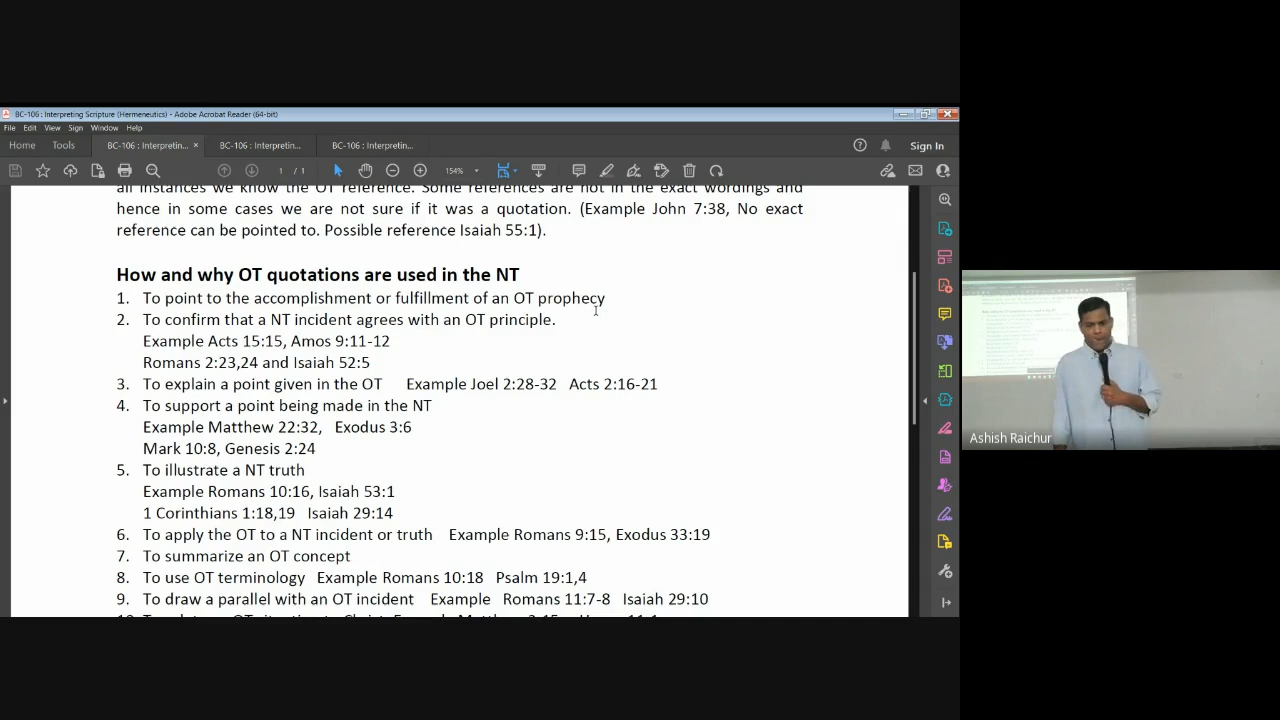 BC-106 : Interpreting Scripture (Hermeneutics) - Adobe Acrobat Reader (64-bit)
File Edit View Sign Window Help
Home Tools BC-106 : Interpretin... × BC-106 : Interpretin... BC-106 : Interpretin... Sign In
1 / 1 154%
all instances we know the OT reference. Some references are not in the exact wordings and
hence in some cases we are not sure if it was a quotation. (Example John 7:38, No exact
reference can be pointed to. Possible reference Isaiah 55:1).
How and why OT quotations are used in the NT
1. To point to the accomplishment or fulfillment of an OT prophecy
2. To confirm that a NT incident agrees with an OT principle.
Example Acts 15:15, Amos 9:11-12
Romans 2:23,24 and Isaiah 52:5
3. To explain a point given in the OT Example Joel 2:28-32 Acts 2:16-21
4. To support a point being made in the NT
Example Matthew 22:32, Exodus 3:6
Mark 10:8, Genesis 2:24
5. To illustrate a NT truth
Example Romans 10:16, Isaiah 53:1
1 Corinthians 1:18,19 Isaiah 29:14
6. To apply the OT to a NT incident or truth Example Romans 9:15, Exodus 33:19
7. To summarize an OT concept
8. To use OT terminology Example Romans 10:18 Psalm 19:1,4
9. To draw a parallel with an OT incident Example Romans 11:7-8 Isaiah 29:10
Ashish Raichur